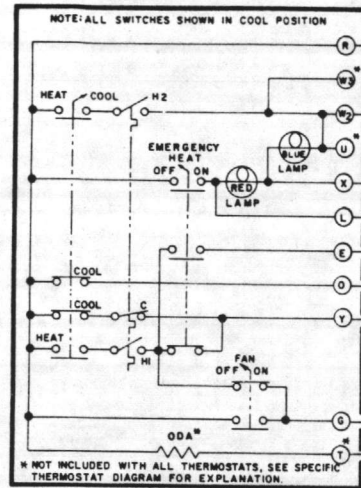 NOTE: ALL SWITCHES SHOWN IN COOL POSITION
R
W3*
HEAT COOL H2
W2
U*
BLUE
LAMP
EMERGENCY
HEAT
OFF ON
RED
LAMP
X
L
E
COOL
O
COOL C
Y
HEAT
H1
FAN
OFF ON
G
ODA*
T*
* NOT INCLUDED WITH ALL THERMOSTATS, SEE SPECIFIC
THERMOSTAT DIAGRAM FOR EXPLANATION.